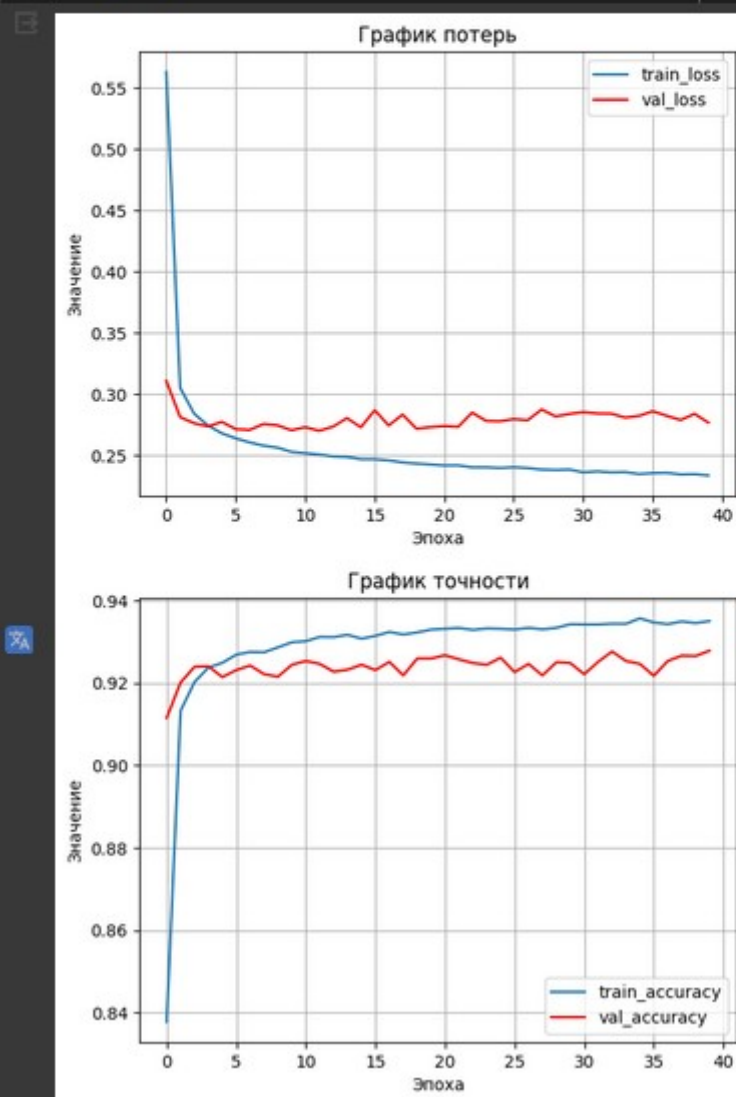 График потерь
train_loss
val_loss
0.55
0.50
0.45
0.40
0.35
0.30
0.25
Значение
0 5 10 15 20 25 30 35 40
Эпоха
График точности
0.94
0.92
0.90
0.88
0.86
0.84
Значение
train_accuracy
val_accuracy
0 5 10 15 20 25 30 35 40
Эпоха